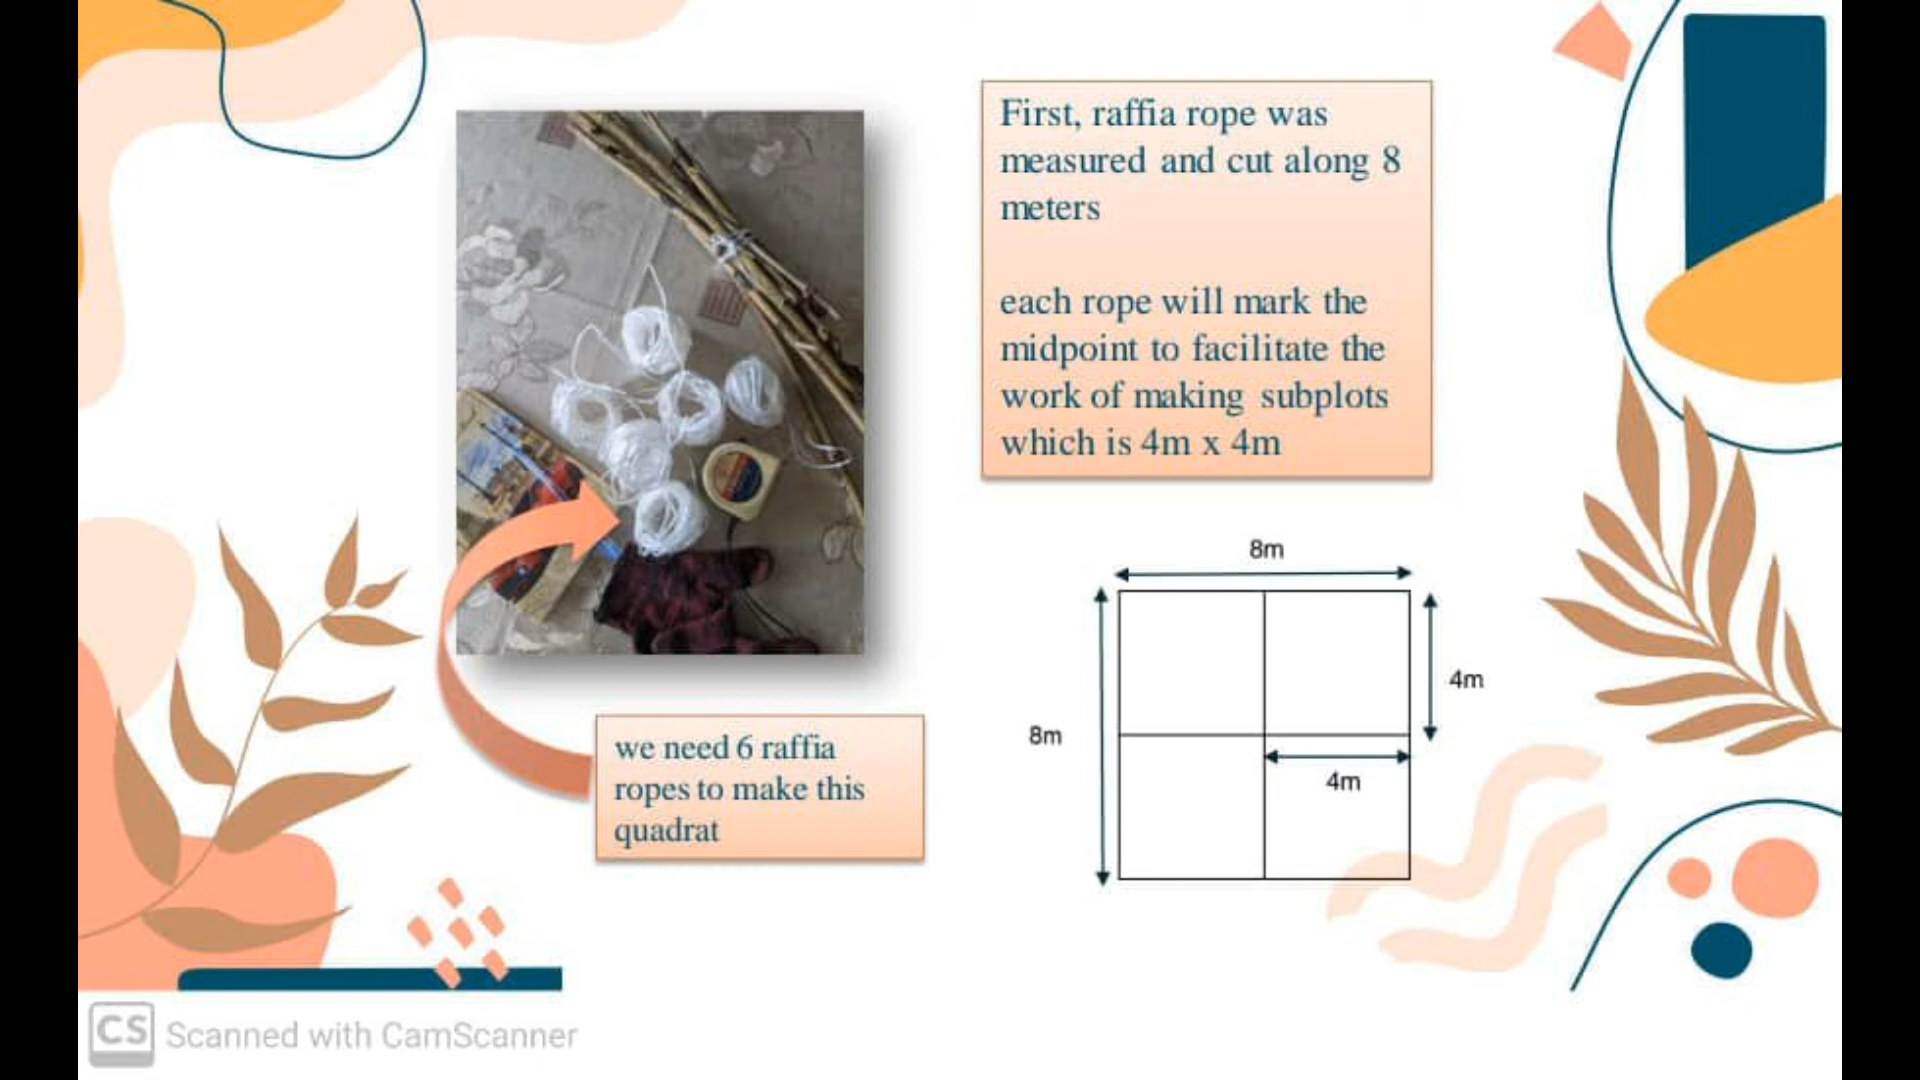 First, raffia rope was
measured and cut along 8
meters
each rope will mark the
midpoint to facilitate the
work of making subplots
which is 4m x 4m
we need 6 raffia
ropes to make this
quadrat
8m
8m
4m
4m
CS Scanned with CamScanner